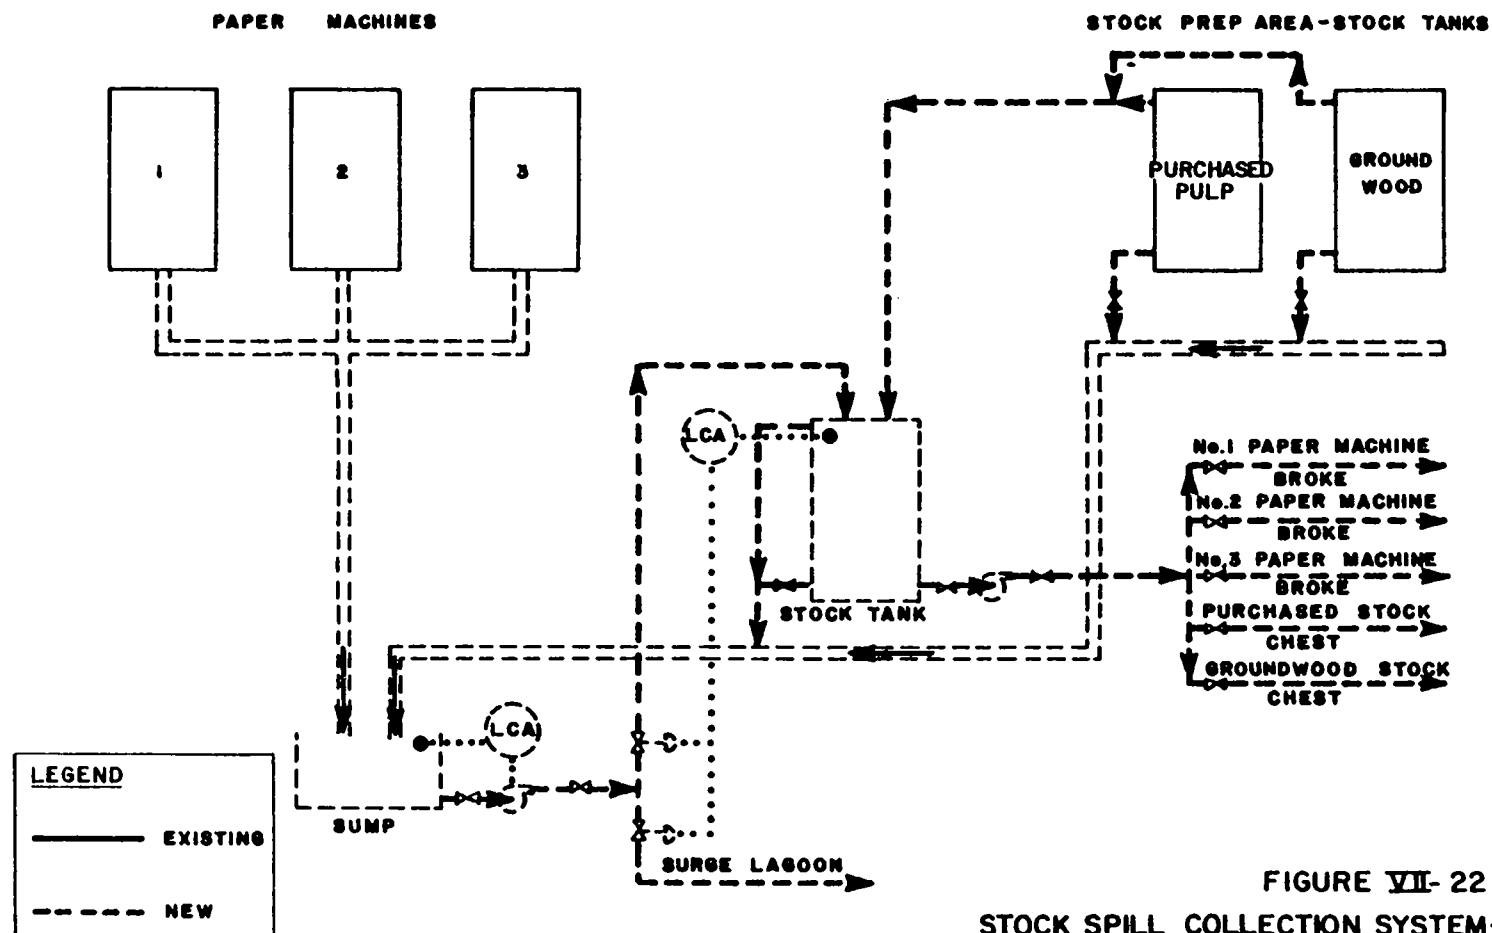 PAPER MACHINES
STOCK PREP AREA-STOCK TANKS
1
2
3
PURCHASED
PULP
GROUND
WOOD
LCA
No.1 PAPER MACHINE
BROKE
No.2 PAPER MACHINE
BROKE
No.3 PAPER MACHINE
BROKE
STOCK TANK
PURCHASED STOCK
CHEST
GROUNDWOOD STOCK
CHEST
LCA
SUMP
SURGE LAGOON
LEGEND
EXISTING
NEW
FIGURE VII-22
STOCK SPILL COLLECTION SYSTEM-